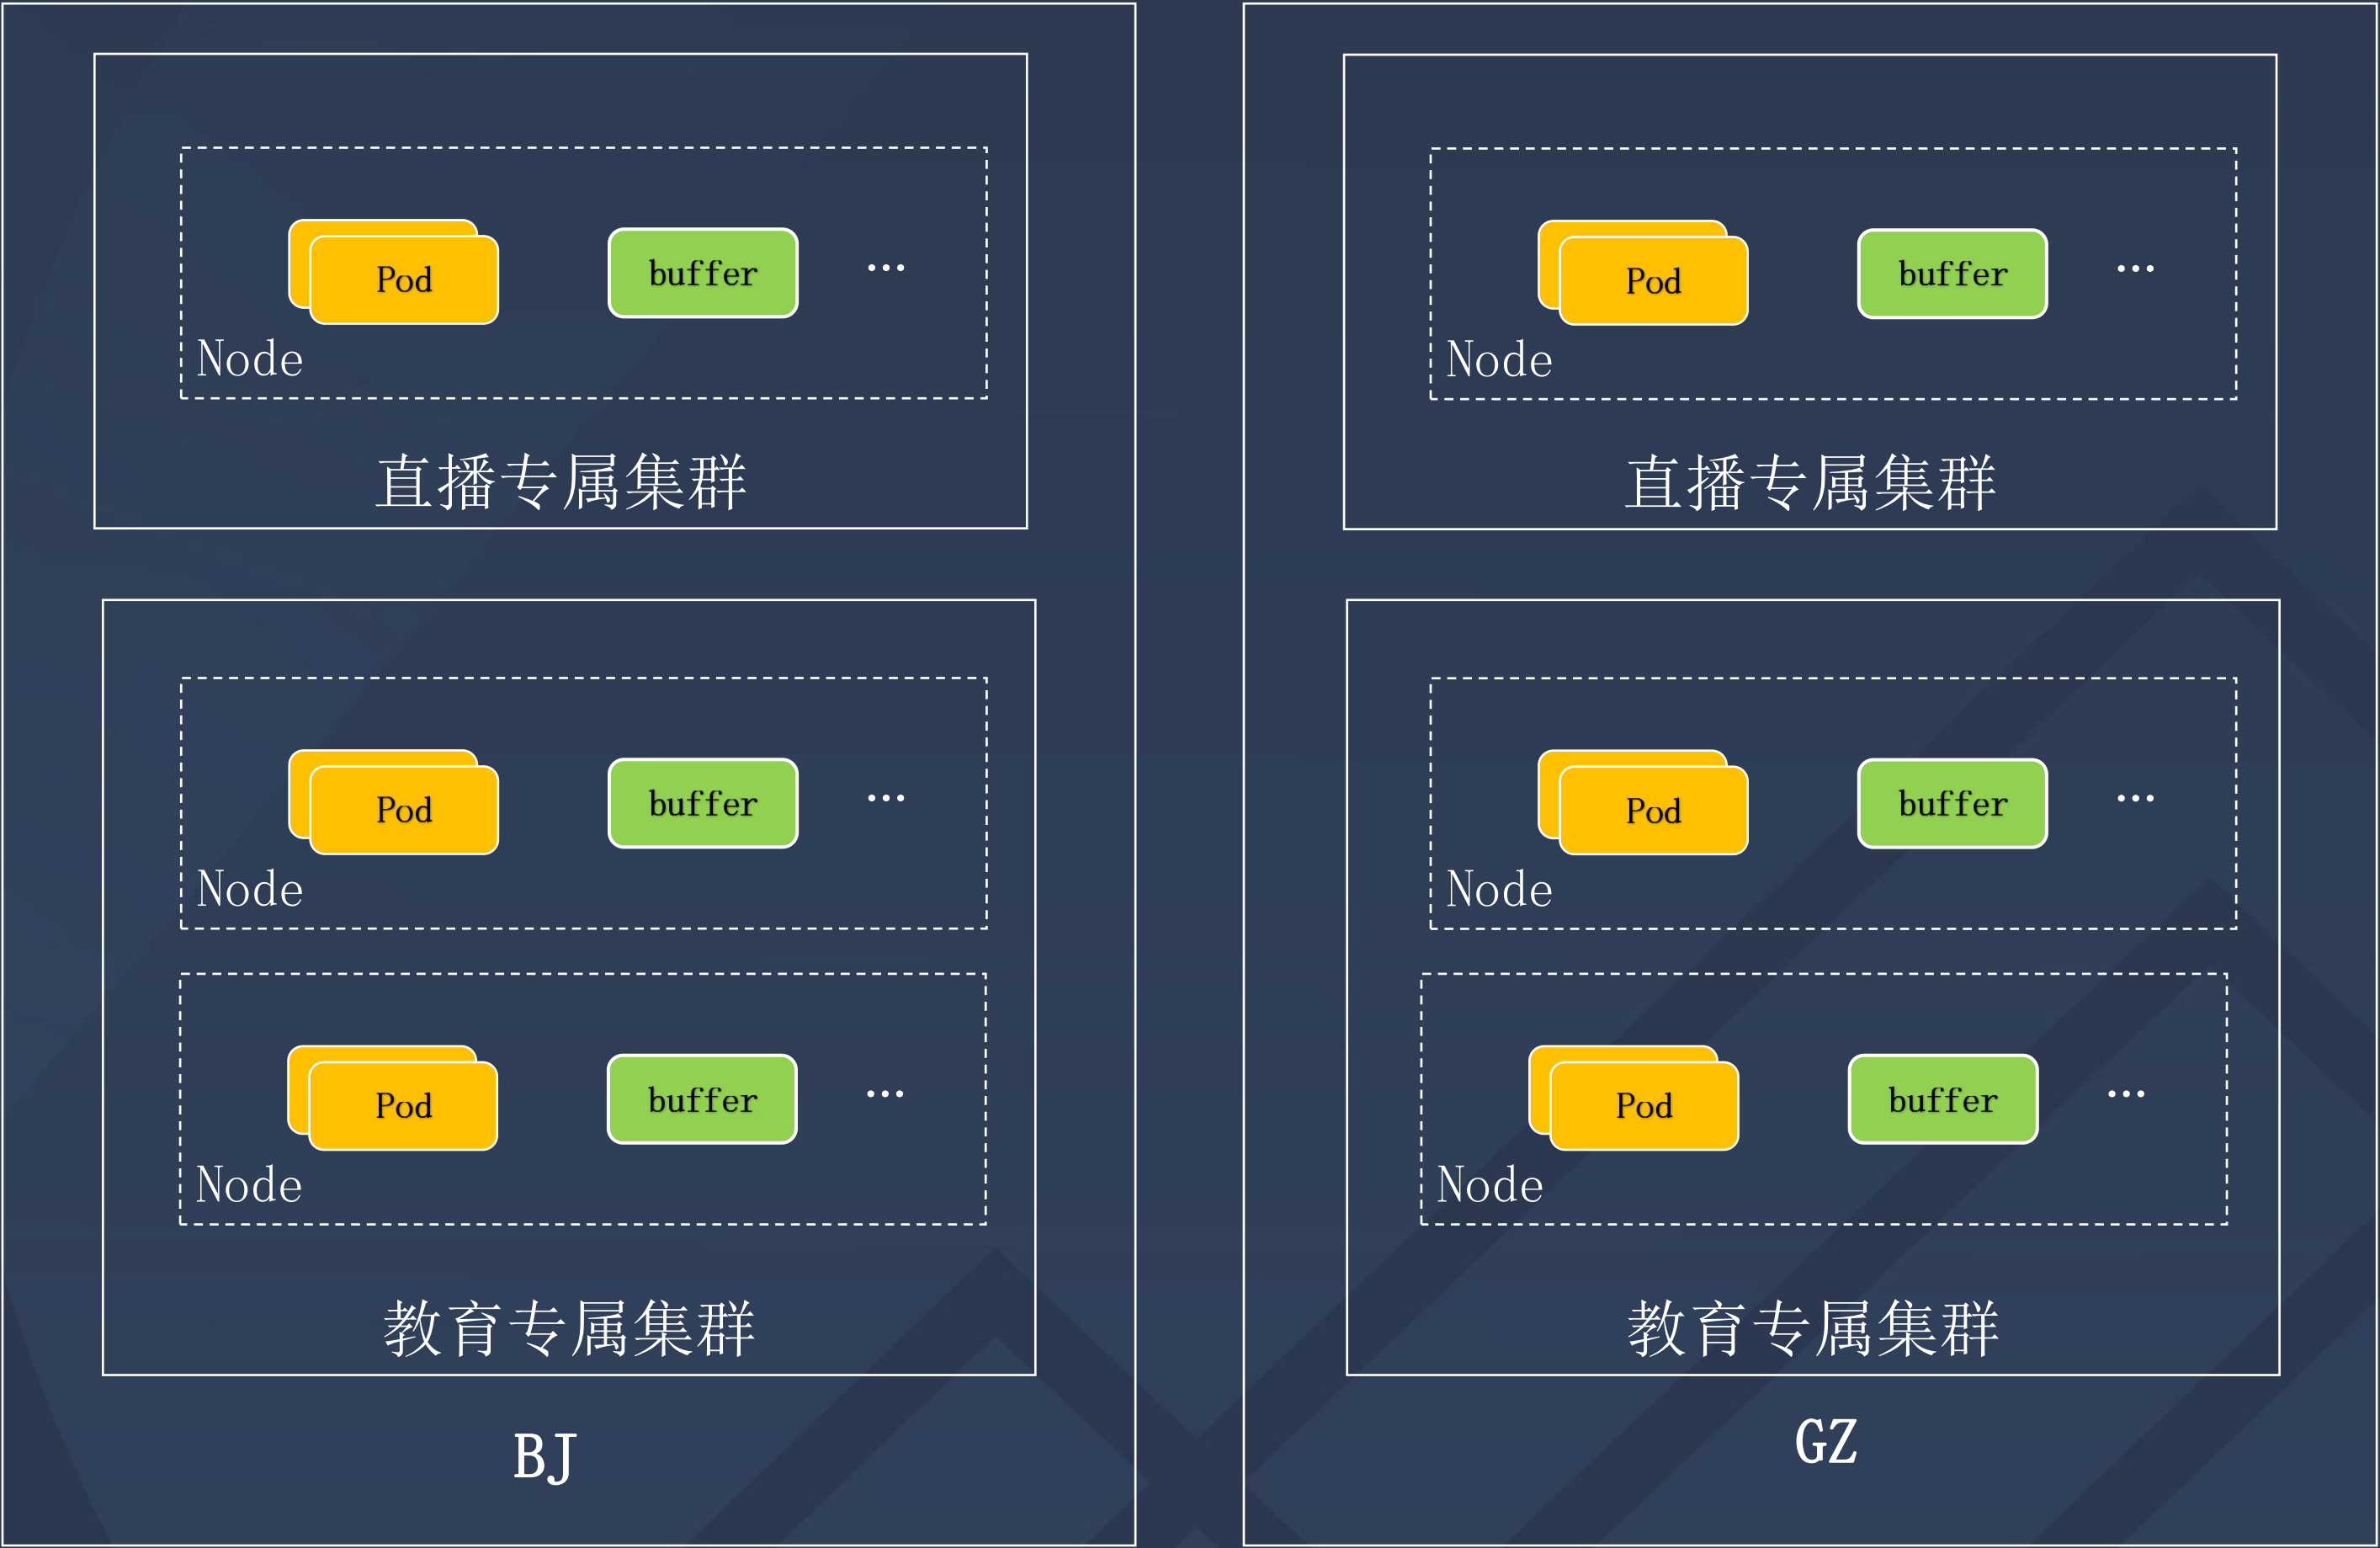 Pod
buffer
...
Node
直播专属集群
Pod
buffer
...
Node
Pod
buffer
...
Node
教育专属集群
BJ
Pod
buffer
...
Node
直播专属集群
Pod
buffer
...
Node
Pod
buffer
...
Node
教育专属集群
GZ